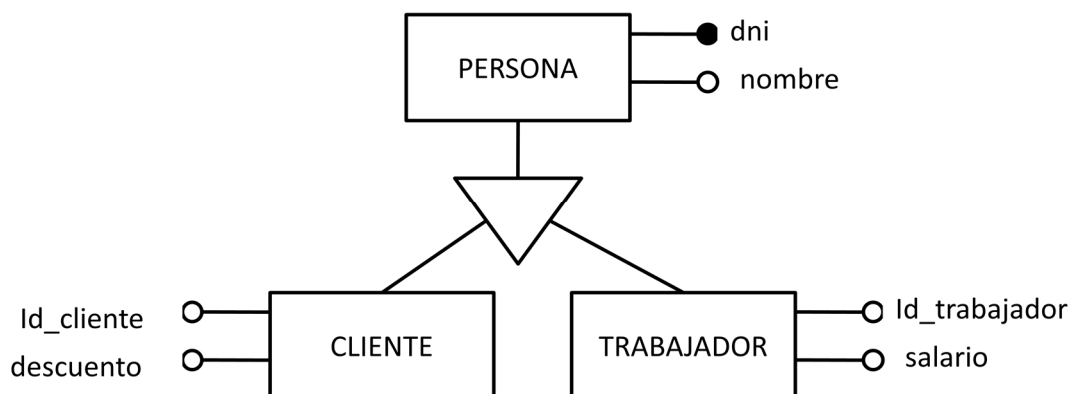 dni
PERSONA
nombre
Id_cliente
Id_trabajador
CLIENTE
TRABAJADOR
descuento
salario